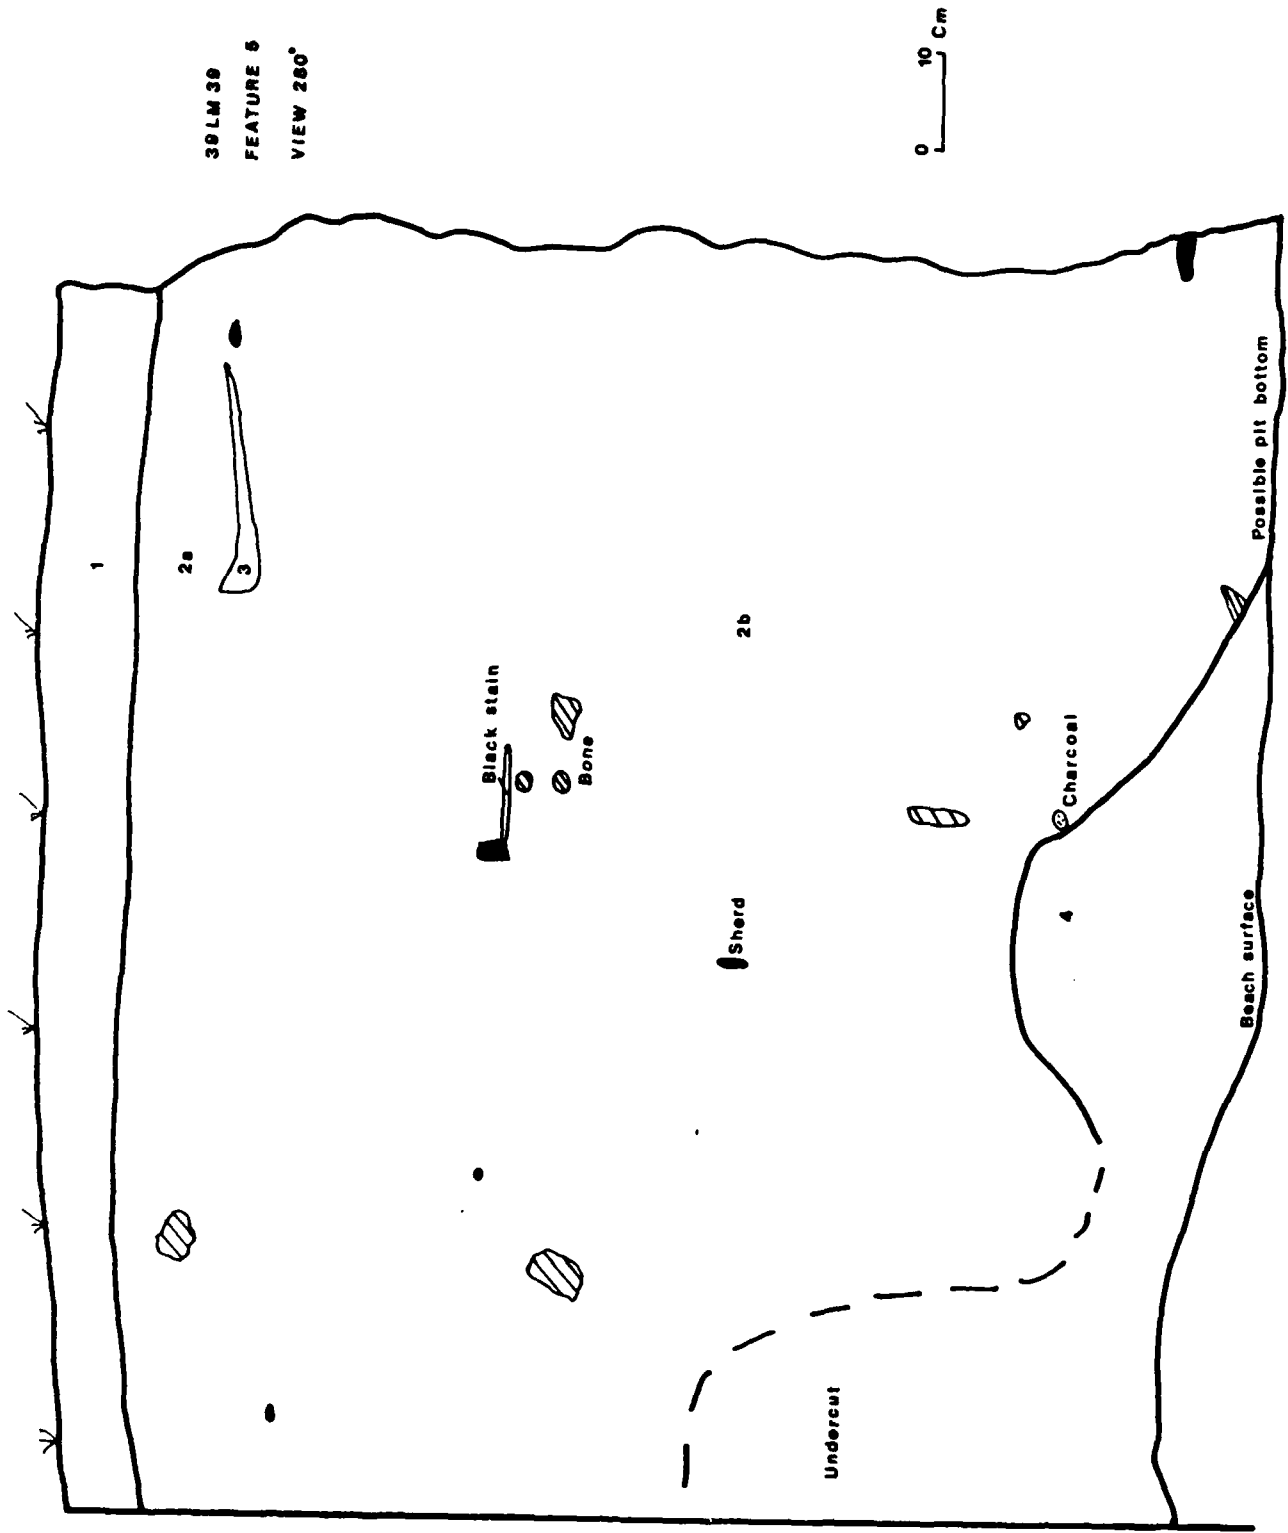 39LM39
FEATURE 5
VIEW 280°
1
2a
3
Black stain
Bone
2b
Sherd
Charcoal
4
Undercut
Possible pit bottom
Beach surface
0 10 Cm